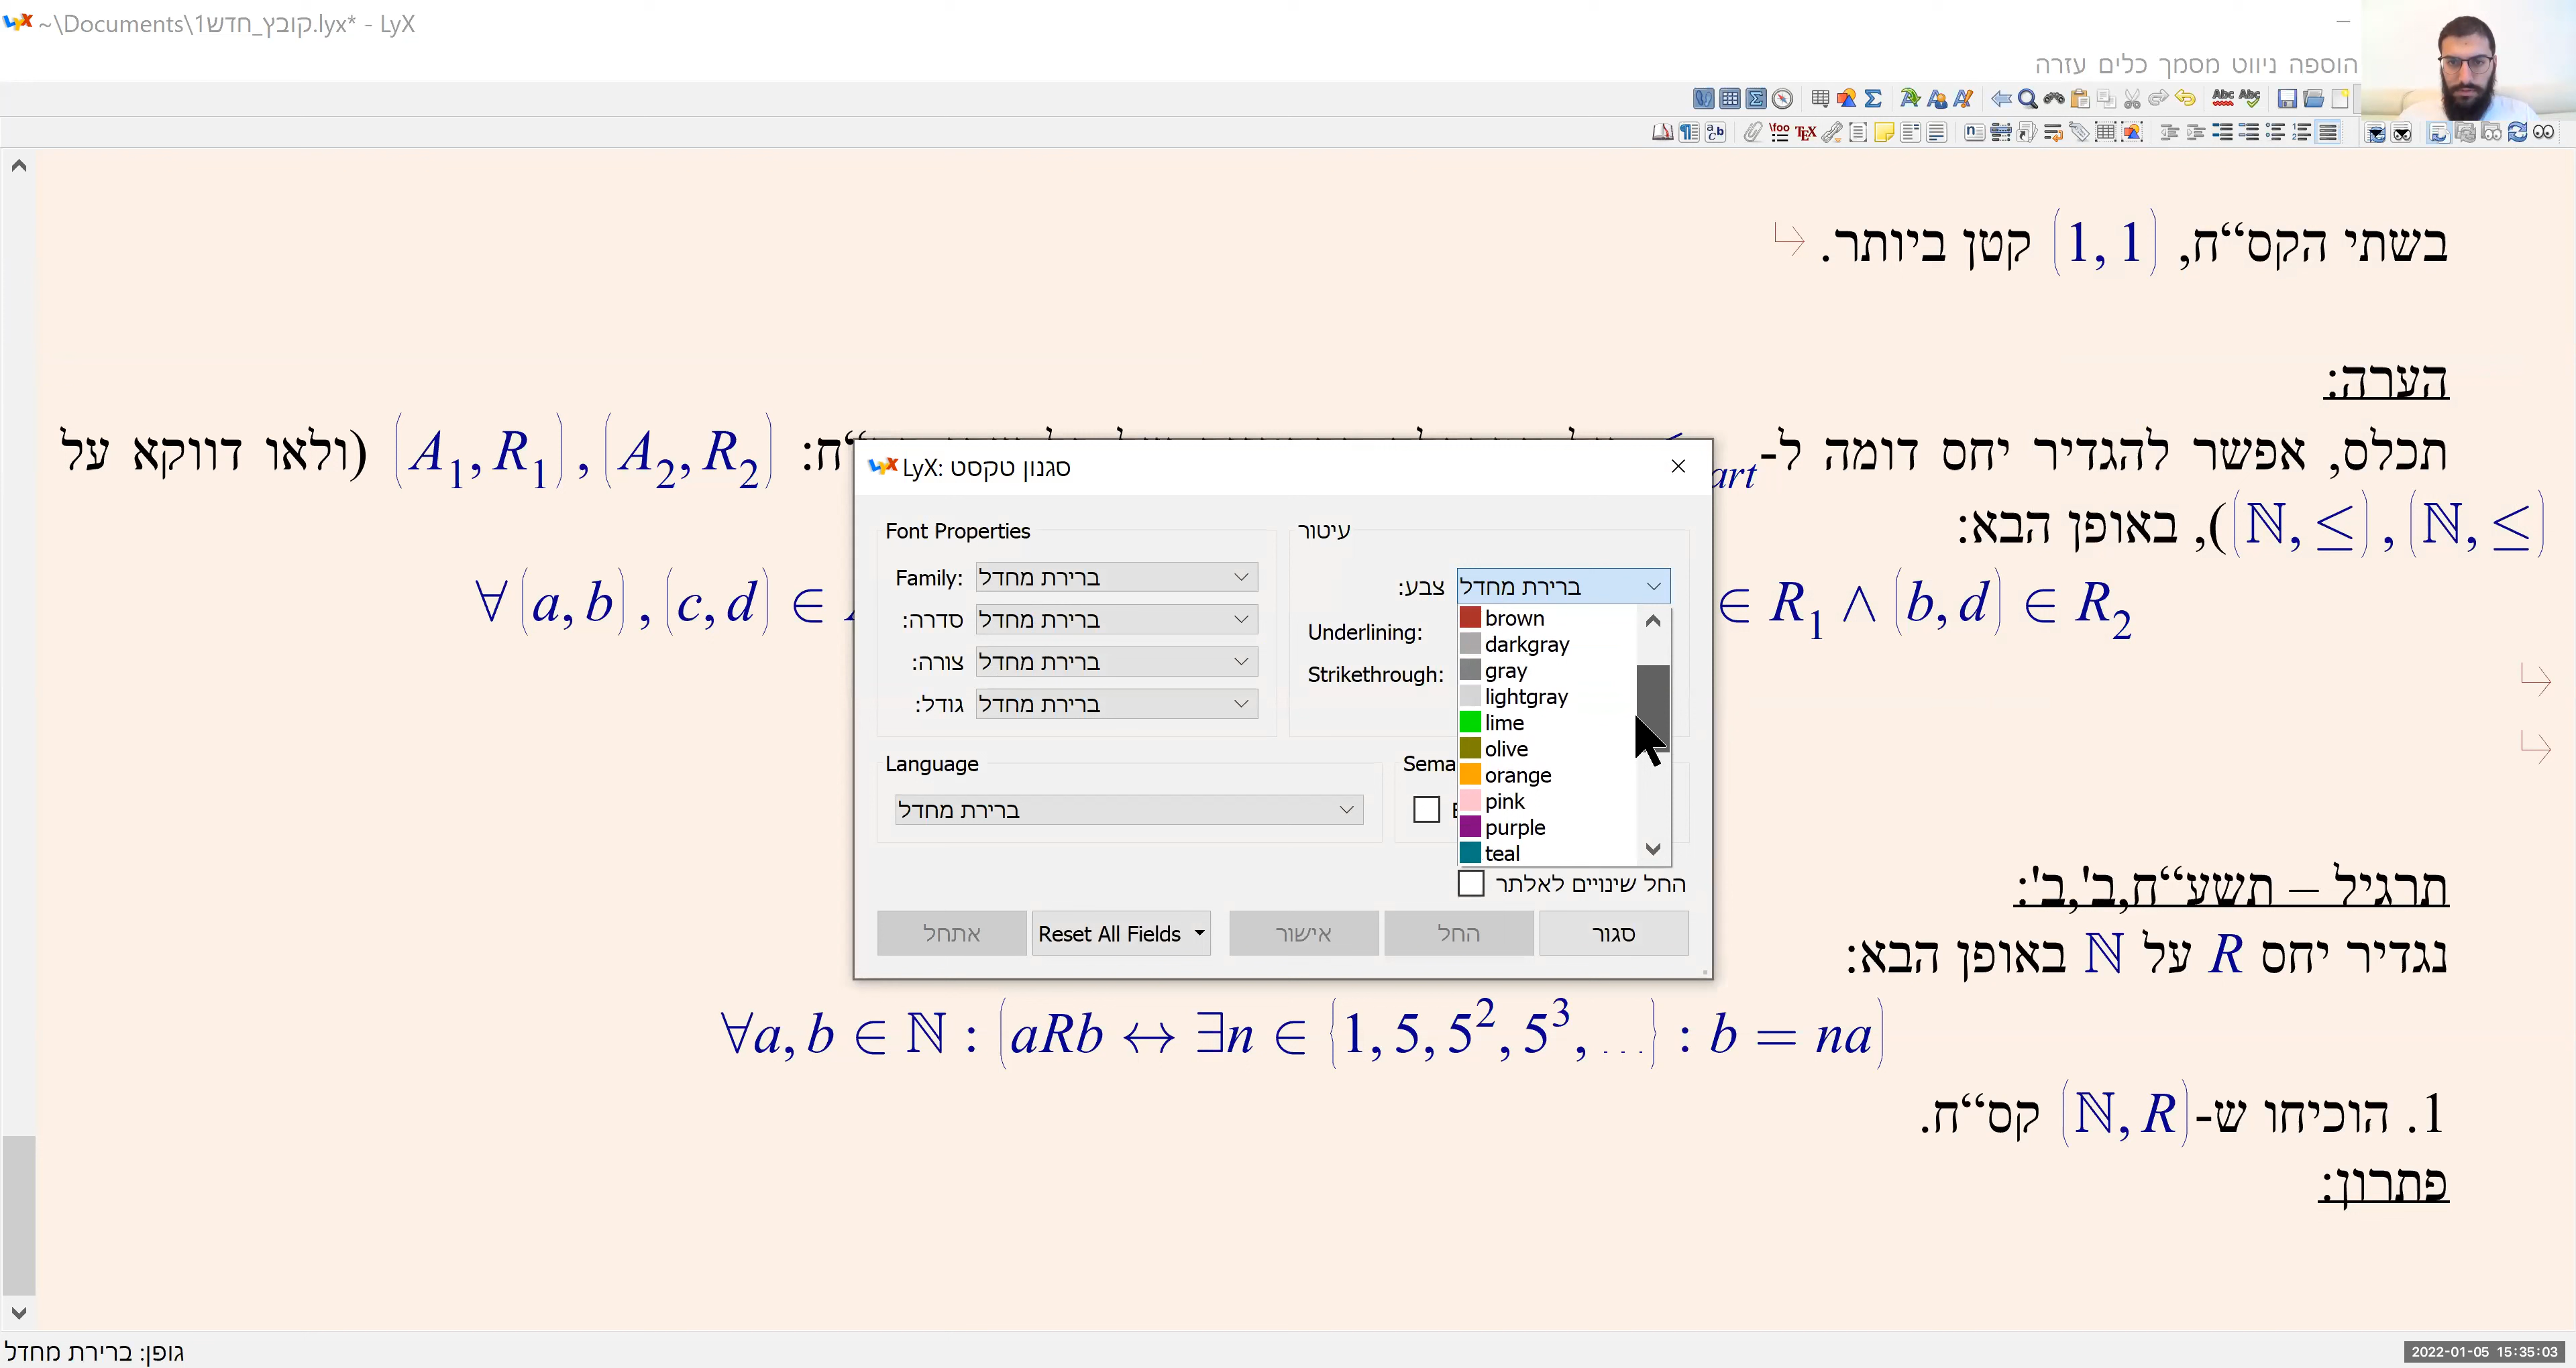 ~\Documents\קובץ_חדש1.lyx* - LyX
הוספה ניווט מסמך כלים עזרה
בשתי הקס“ח, (1, 1) קטן ביותר.
הערה:
תכלס, אפשר להגדיר יחס דומה ל-art
“ח: (A₁, R₁) , (A₂, R₂) (ולאו דווקא על
(ℕ, ≤) , (ℕ, ≤)), באופן הבא:
∀ (a, b) , (c, d) ∈
∈ R₁ ∧ (b, d) ∈ R₂
LyX: סגנון טקסט
Font Properties
Family: ברירת מחדל
סדרה: ברירת מחדל
צורה: ברירת מחדל
גודל: ברירת מחדל
עיטור
צבע: ברירת מחדל
Underlining:
Strikethrough:
brown
darkgray
gray
lightgray
lime
olive
orange
pink
purple
teal
Language
ברירת מחדל
Sema
החל שינויים לאלתר
אתחל
Reset All Fields
אישור
החל
סגור
תרגיל – תשע“ח,ב',ב':
נגדיר יחס R על ℕ באופן הבא:
∀a, b ∈ ℕ : (aRb ↔ ∃n ∈ {1, 5, 5², 5³, …} : b = na)
1. הוכיחו ש-(ℕ, R) קס“ח.
פתרון:
גופן: ברירת מחדל
2022-01-05 15:35:03